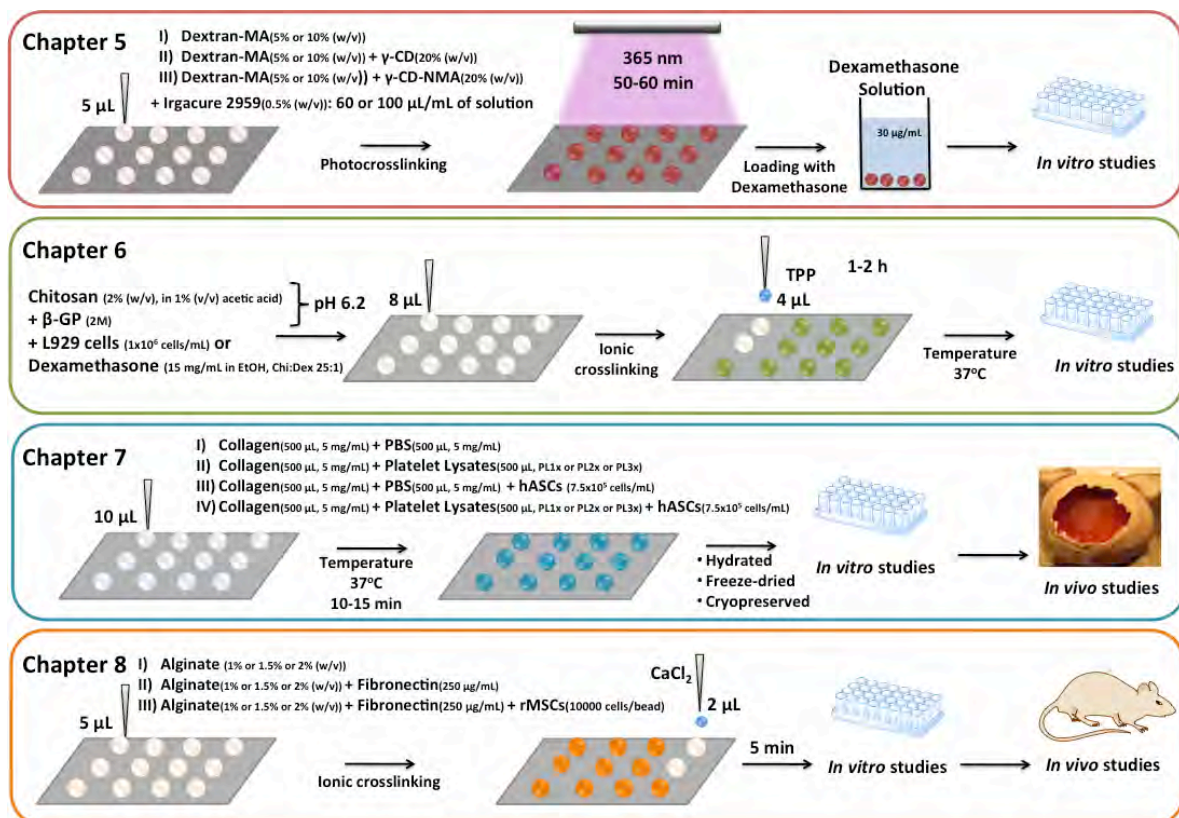 Chapter 5
I) Dextran-MA(5% or 10% (w/v))
II) Dextran-MA(5% or 10% (w/v)) + γ-CD(20% (w/v))
III) Dextran-MA(5% or 10% (w/v)) + γ-CD-NMA(20% (w/v))
+ Irgacure 2959(0.5% (w/v)): 60 or 100 μL/mL of solution
5 μL
Photocrosslinking
365 nm
50-60 min
Loading with
Dexamethasone
Dexamethasone
Solution
30 μg/mL
In vitro studies
Chapter 6
Chitosan (2% (w/v), in 1% (v/v) acetic acid)
+ β-GP (2M)
+ L929 cells (1x10⁶ cells/mL) or
Dexamethasone (15 mg/mL in EtOH, Chi:Dex 25:1)
pH 6.2
8 μL
Ionic
crosslinking
TPP
4 μL
1-2 h
Temperature
37°C
In vitro studies
Chapter 7
I) Collagen(500 μL, 5 mg/mL) + PBS(500 μL, 5 mg/mL)
II) Collagen(500 μL, 5 mg/mL) + Platelet Lysates(500 μL, PL1x or PL2x or PL3x)
III) Collagen(500 μL, 5 mg/mL) + PBS(500 μL, 5 mg/mL) + hASCs (7.5x10⁵ cells/mL)
IV) Collagen(500 μL, 5 mg/mL) + Platelet Lysates(500 μL, PL1x or PL2x or PL3x) + hASCs(7.5x10⁵ cells/mL)
10 μL
Temperature
37°C
10-15 min
• Hydrated
• Freeze-dried
• Cryopreserved
In vitro studies
In vivo studies
Chapter 8
I) Alginate (1% or 1.5% or 2% (w/v))
II) Alginate(1% or 1.5% or 2% (w/v)) + Fibronectin(250 μg/mL)
III) Alginate(1% or 1.5% or 2% (w/v)) + Fibronectin(250 μg/mL) + rMSCs(10000 cells/bead)
5 μL
Ionic crosslinking
CaCl₂
2 μL
5 min
In vitro studies
In vivo studies